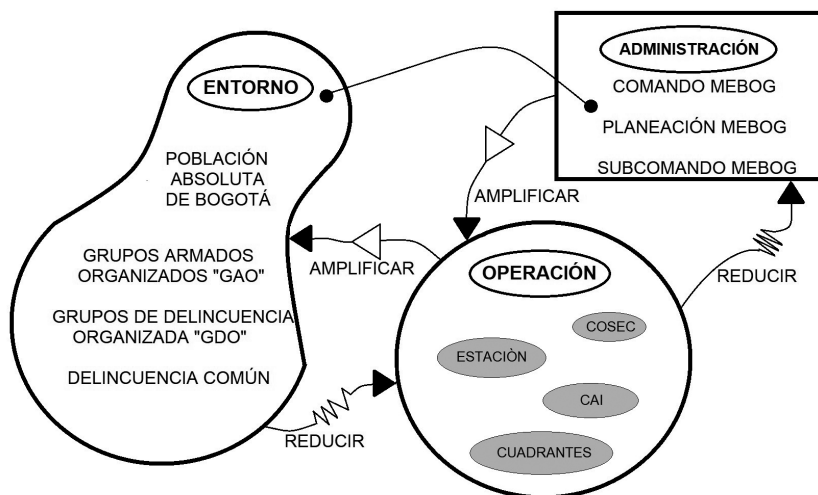 ENTORNO
POBLACIÓN
ABSOLUTA
DE BOGOTÁ
GRUPOS ARMADOS
ORGANIZADOS "GAO"
GRUPOS DE DELINCUENCIA
ORGANIZADA "GDO"
DELINCUENCIA COMÚN
ADMINISTRACIÓN
COMANDO MEBOG
PLANEACIÓN MEBOG
SUBCOMANDO MEBOG
AMPLIFICAR
AMPLIFICAR
REDUCIR
REDUCIR
OPERACIÓN
COSEC
ESTACIÒN
CAI
CUADRANTES